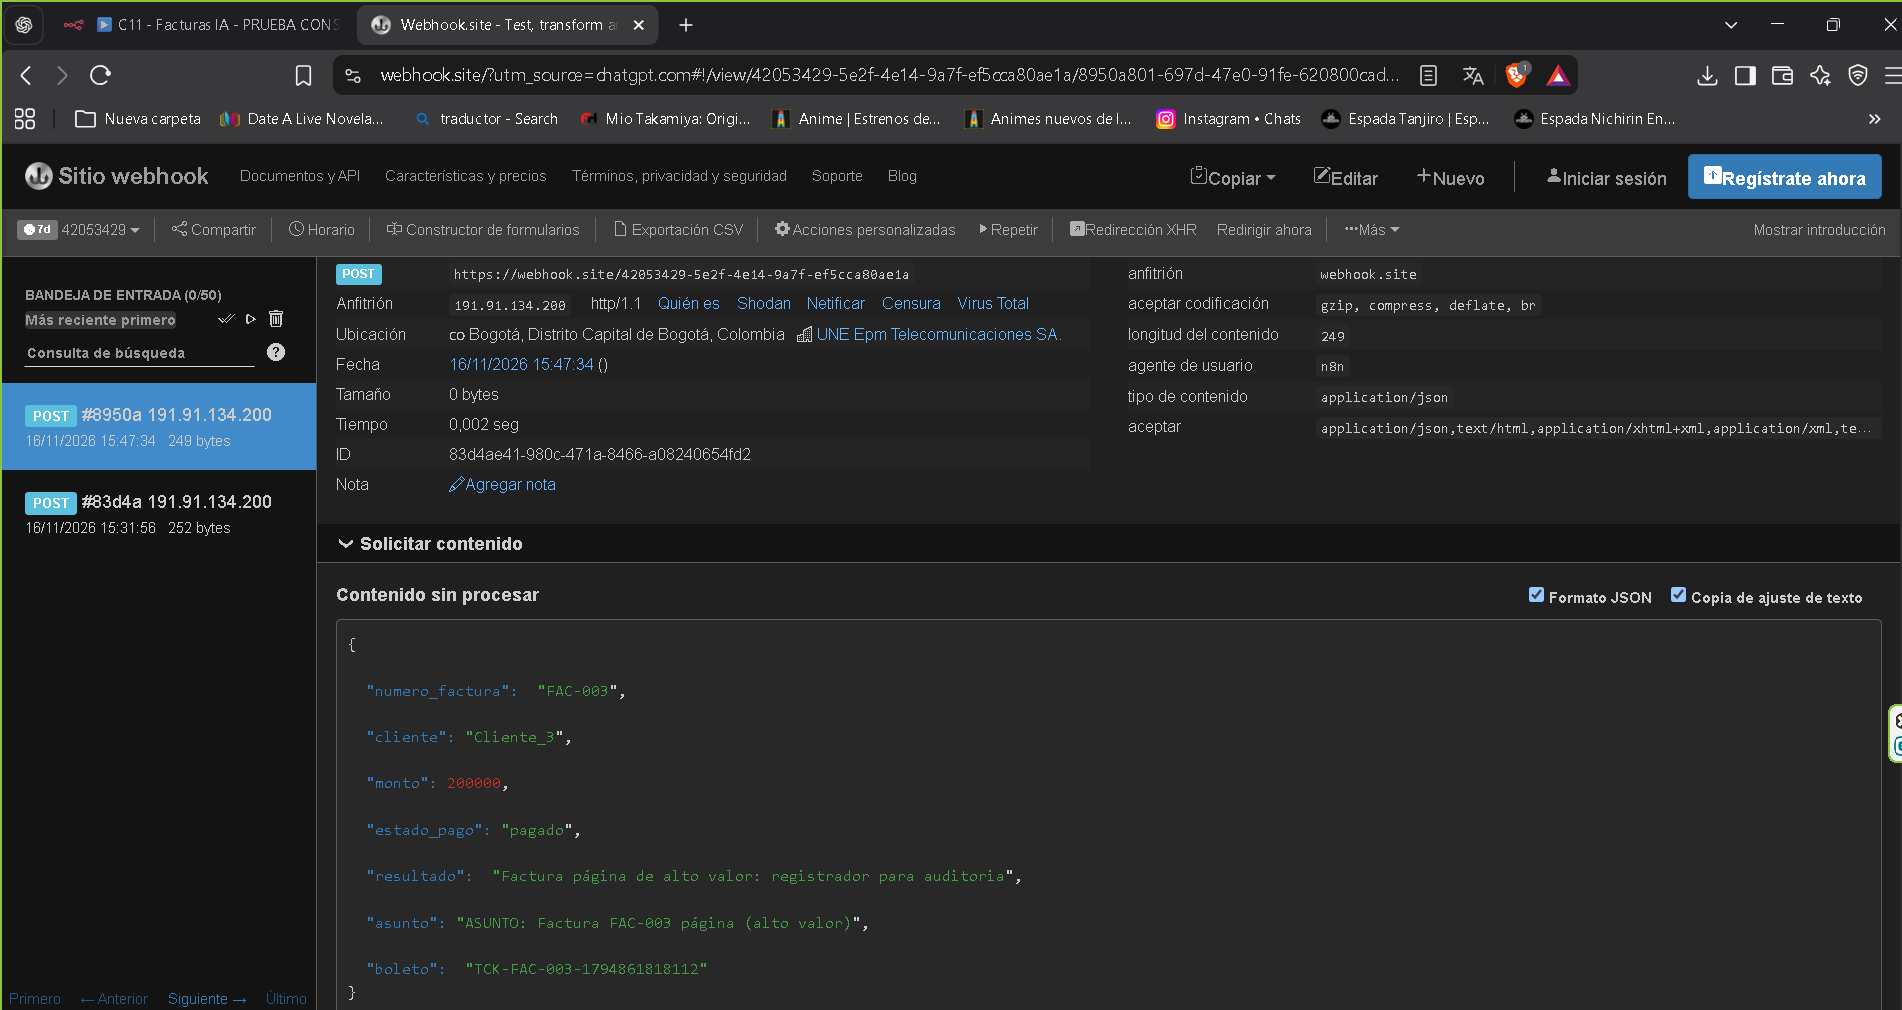 C11 - Facturas IA - PRUEBA CONS
Webhook.site - Test, transform a
webhook.site/?utm_source=chatgpt.com#!/view/42053429-5e2f-4e14-9a7f-ef5cca80ae1a/8950a801-697d-47e0-91fe-620800cad...
1
Nueva carpeta
Date A Live Novela...
traductor - Search
Mio Takamiya: Origi...
Anime | Estrenos de...
Animes nuevos de l...
Instagram • Chats
Espada Tanjiro | Esp...
Espada Nichirin En...
»
Sitio webhook
Documentos y API
Características y precios
Términos, privacidad y seguridad
Soporte
Blog
Copiar
Editar
Nuevo
Iniciar sesión
Regístrate ahora
7d
42053429
Compartir
Horario
Constructor de formularios
Exportación CSV
Acciones personalizadas
Repetir
Redirección XHR
Redirigir ahora
Más
Mostrar introducción
BANDEJA DE ENTRADA (0/50)
Más reciente primero
Consulta de búsqueda
?
POST #8950a 191.91.134.200
16/11/2026 15:47:34 249 bytes
POST #83d4a 191.91.134.200
16/11/2026 15:31:56 252 bytes
Primero
← Anterior
Siguiente →
Último
POST https://webhook.site/42053429-5e2f-4e14-9a7f-ef5cca80ae1a
Anfitrión 191.91.134.200 http/1.1 Quién es Shodan Netificar Censura Virus Total
Ubicación CO Bogotá, Distrito Capital de Bogotá, Colombia UNE Epm Telecomunicaciones SA.
Fecha 16/11/2026 15:47:34 ()
Tamaño 0 bytes
Tiempo 0,002 seg
ID 83d4ae41-980c-471a-8466-a08240654fd2
Nota Agregar nota
anfitrión webhook.site
aceptar codificación gzip, compress, deflate, br
longitud del contenido 249
agente de usuario n8n
tipo de contenido application/json
aceptar application/json,text/html,application/xhtml+xml,application/xml,te...
Solicitar contenido
Contenido sin procesar
Formato JSON
Copia de ajuste de texto
{
"numero_factura": "FAC-003",
"cliente": "Cliente_3",
"monto": 200000,
"estado_pago": "pagado",
"resultado": "Factura página de alto valor: registrador para auditoria",
"asunto": "ASUNTO: Factura FAC-003 página (alto valor)",
"boleto": "TCK-FAC-003-1794861818112"
}